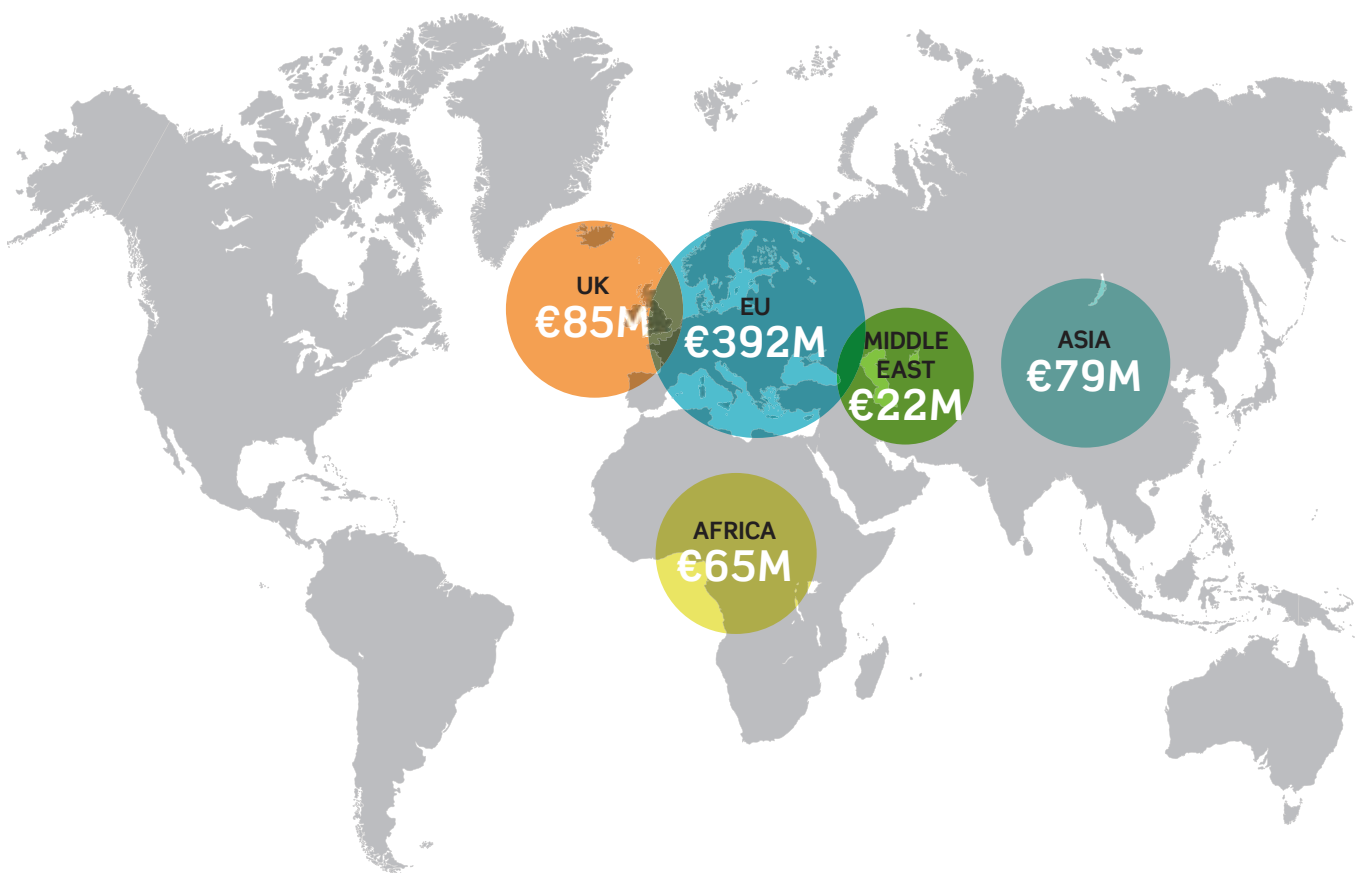 UK
€85M
EU
€392M
MIDDLE
EAST
€22M
ASIA
€79M
AFRICA
€65M